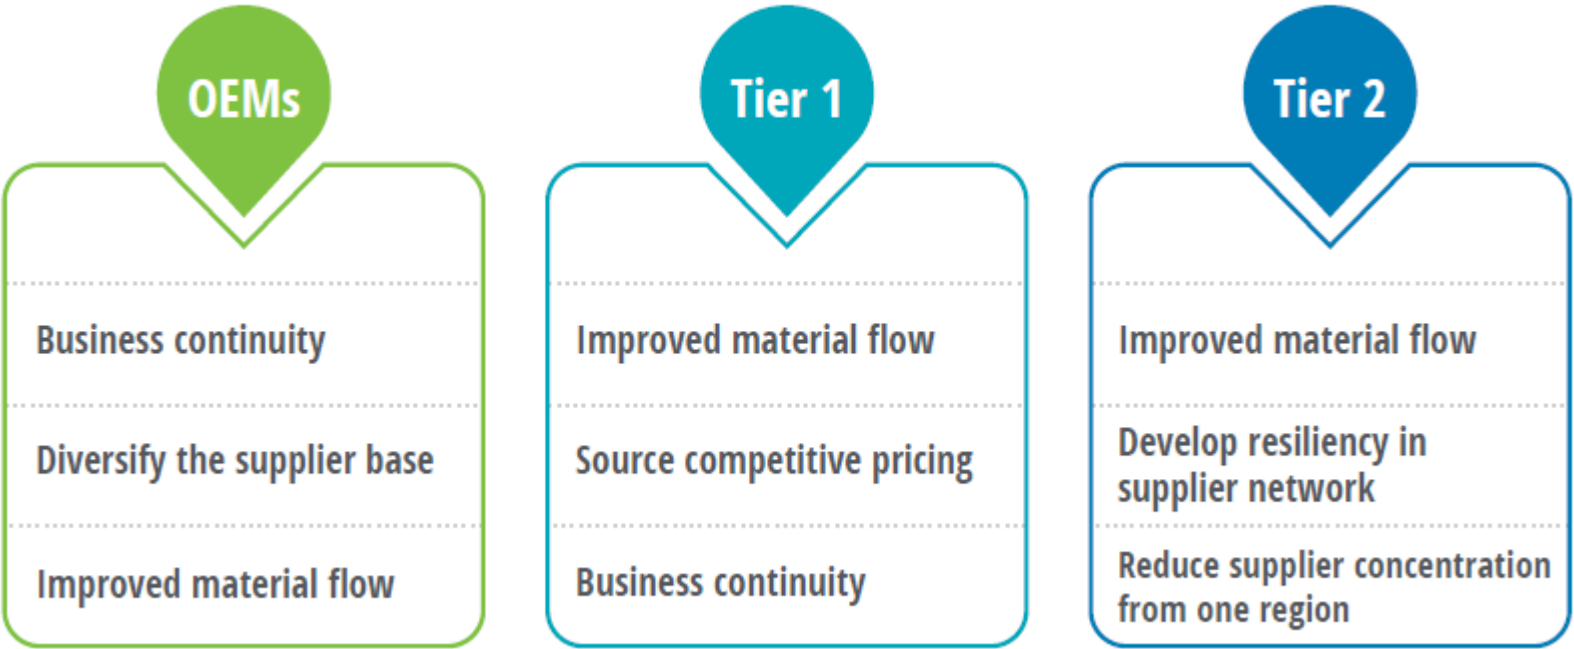 OEMs
Business continuity
Diversify the supplier base
Improved material flow
Tier 1
Improved material flow
Source competitive pricing
Business continuity
Tier 2
Improved material flow
Develop resiliency in
supplier network
Reduce supplier concentration
from one region